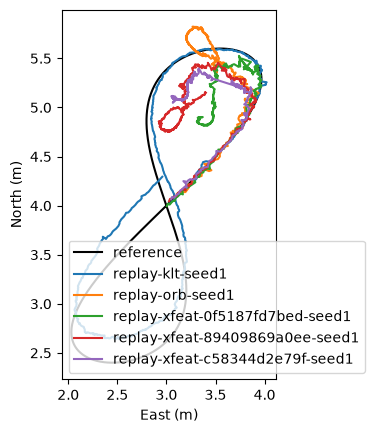 5.5
5.0
4.5
4.0
3.5
3.0
2.5
North (m)
reference
replay-klt-seed1
replay-orb-seed1
replay-xfeat-0f5187fd7bed-seed1
replay-xfeat-89409869a0ee-seed1
replay-xfeat-c58344d2e79f-seed1
2.0 2.5 3.0 3.5 4.0
East (m)